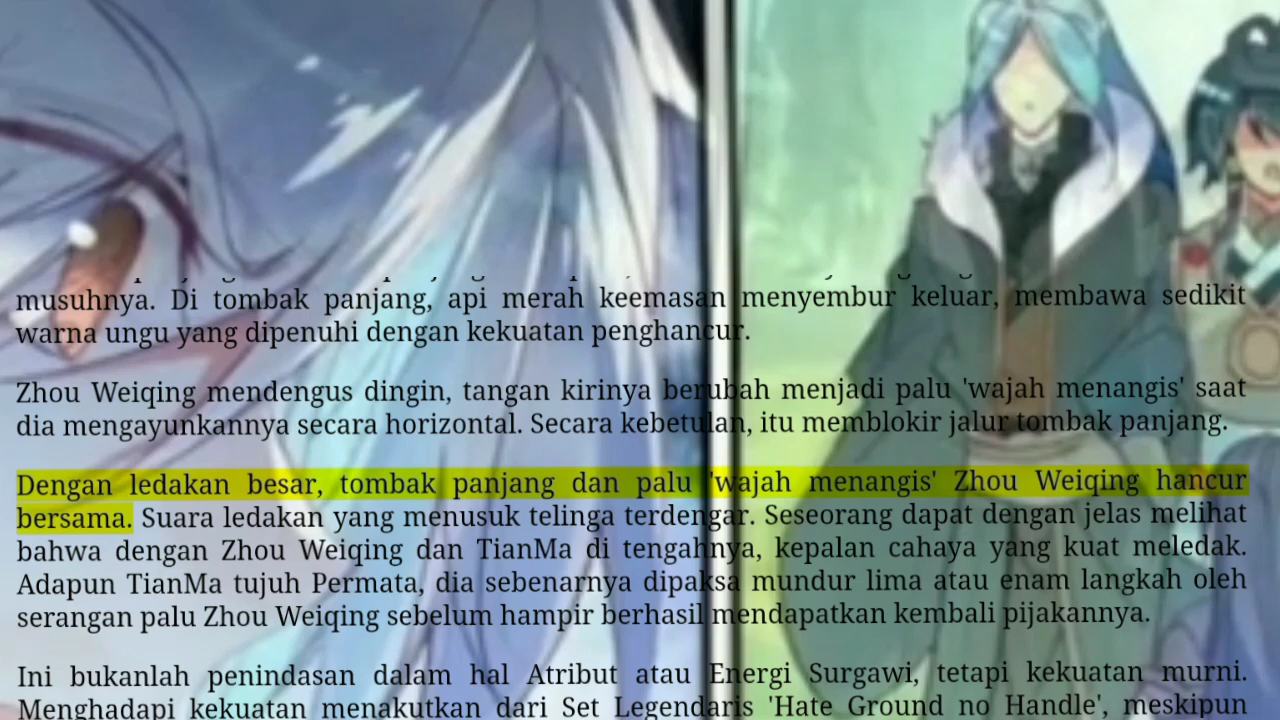 musuhnya. Di tombak panjang, api merah keemasan menyembur keluar, membawa sedikit
warna ungu yang dipenuhi dengan kekuatan penghancur.
Zhou Weiqing mendengus dingin, tangan kirinya berubah menjadi palu 'wajah menangis' saat
dia mengayunkannya secara horizontal. Secara kebetulan, itu memblokir jalur tombak panjang.
Dengan ledakan besar, tombak panjang dan palu 'wajah menangis' Zhou Weiqing hancur
bersama. Suara ledakan yang menusuk telinga terdengar. Seseorang dapat dengan jelas melihat
bahwa dengan Zhou Weiqing dan TianMa di tengahnya, kepalan cahaya yang kuat meledak.
Adapun TianMa tujuh Permata, dia sebenarnya dipaksa mundur lima atau enam langkah oleh
serangan palu Zhou Weiqing sebelum hampir berhasil mendapatkan kembali pijakannya.
Ini bukanlah penindasan dalam hal Atribut atau Energi Surgawi, tetapi kekuatan murni.
Menghadapi kekuatan menakutkan dari Set Legendaris 'Hate Ground no Handle', meskipun